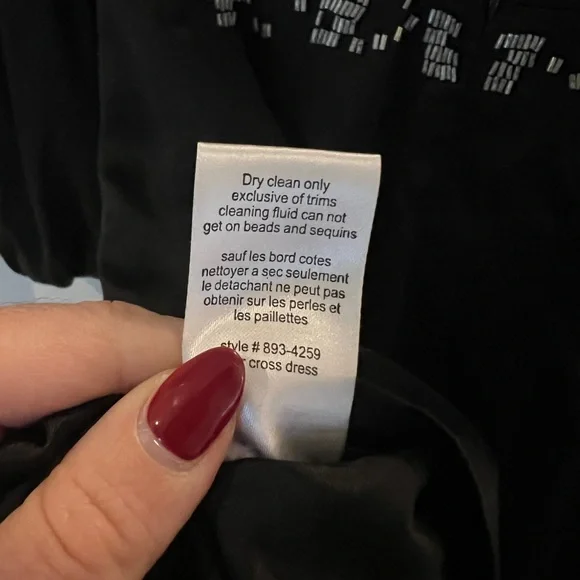 Dry clean only
exclusive of trims
cleaning fluid can not
get on beads and sequins
sauf les bord cotes
nettoyer a sec seulement
le detachant ne peut pas
obtenir sur les perles et
les paillettes
style # 893-4259
cross dress